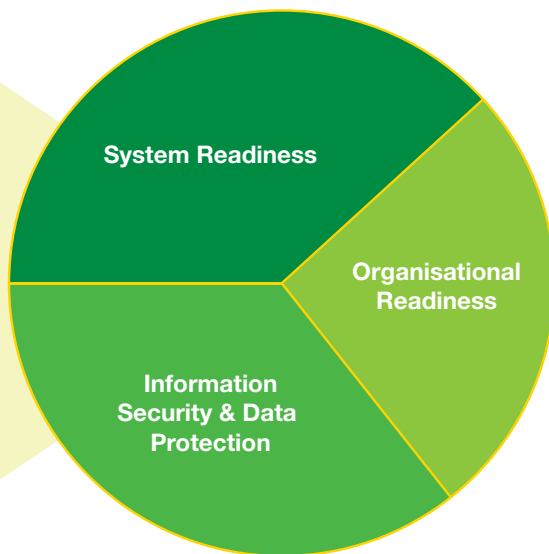 System Readiness
Organisational
Readiness
Information
Security & Data
Protection